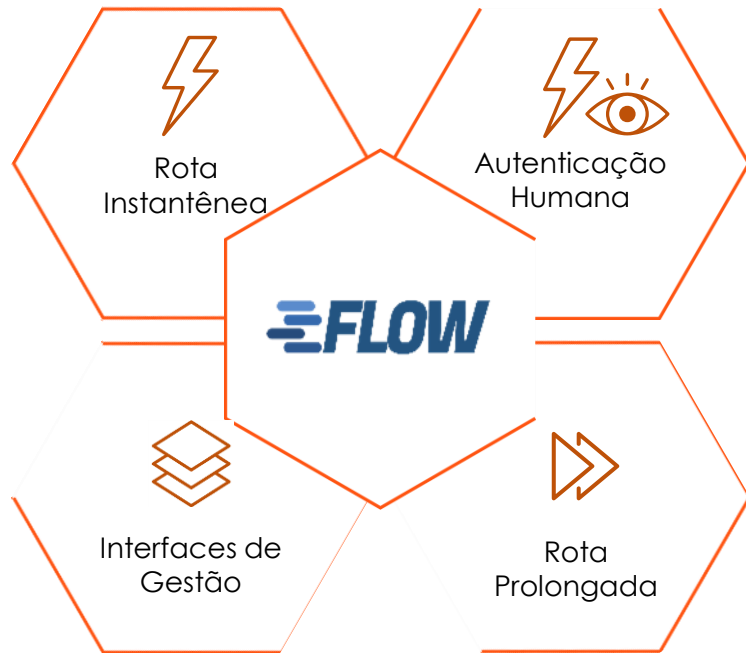 Rota
Instantênea
Autenticação
Humana
FLOW
Interfaces de
Gestão
Rota
Prolongada